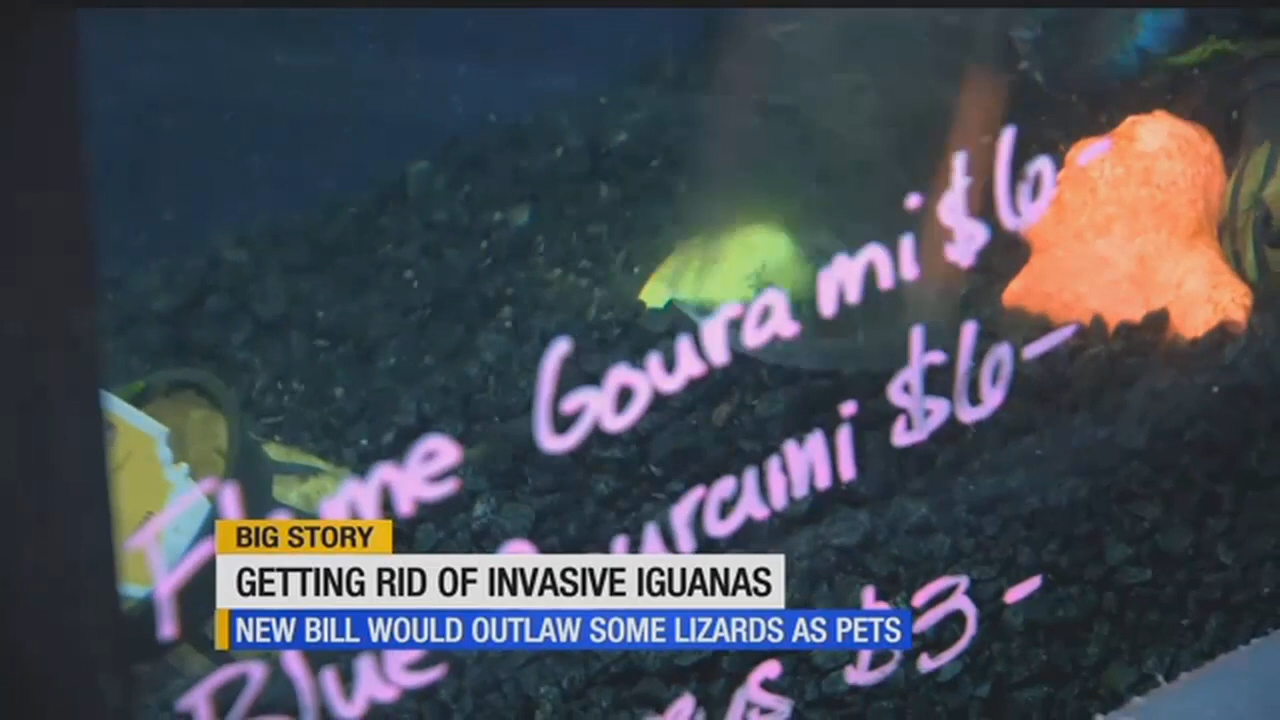 Flame Gourami $6-
Blue Gourami $6-
$3-
BIG STORY
GETTING RID OF INVASIVE IGUANAS
NEW BILL WOULD OUTLAW SOME LIZARDS AS PETS